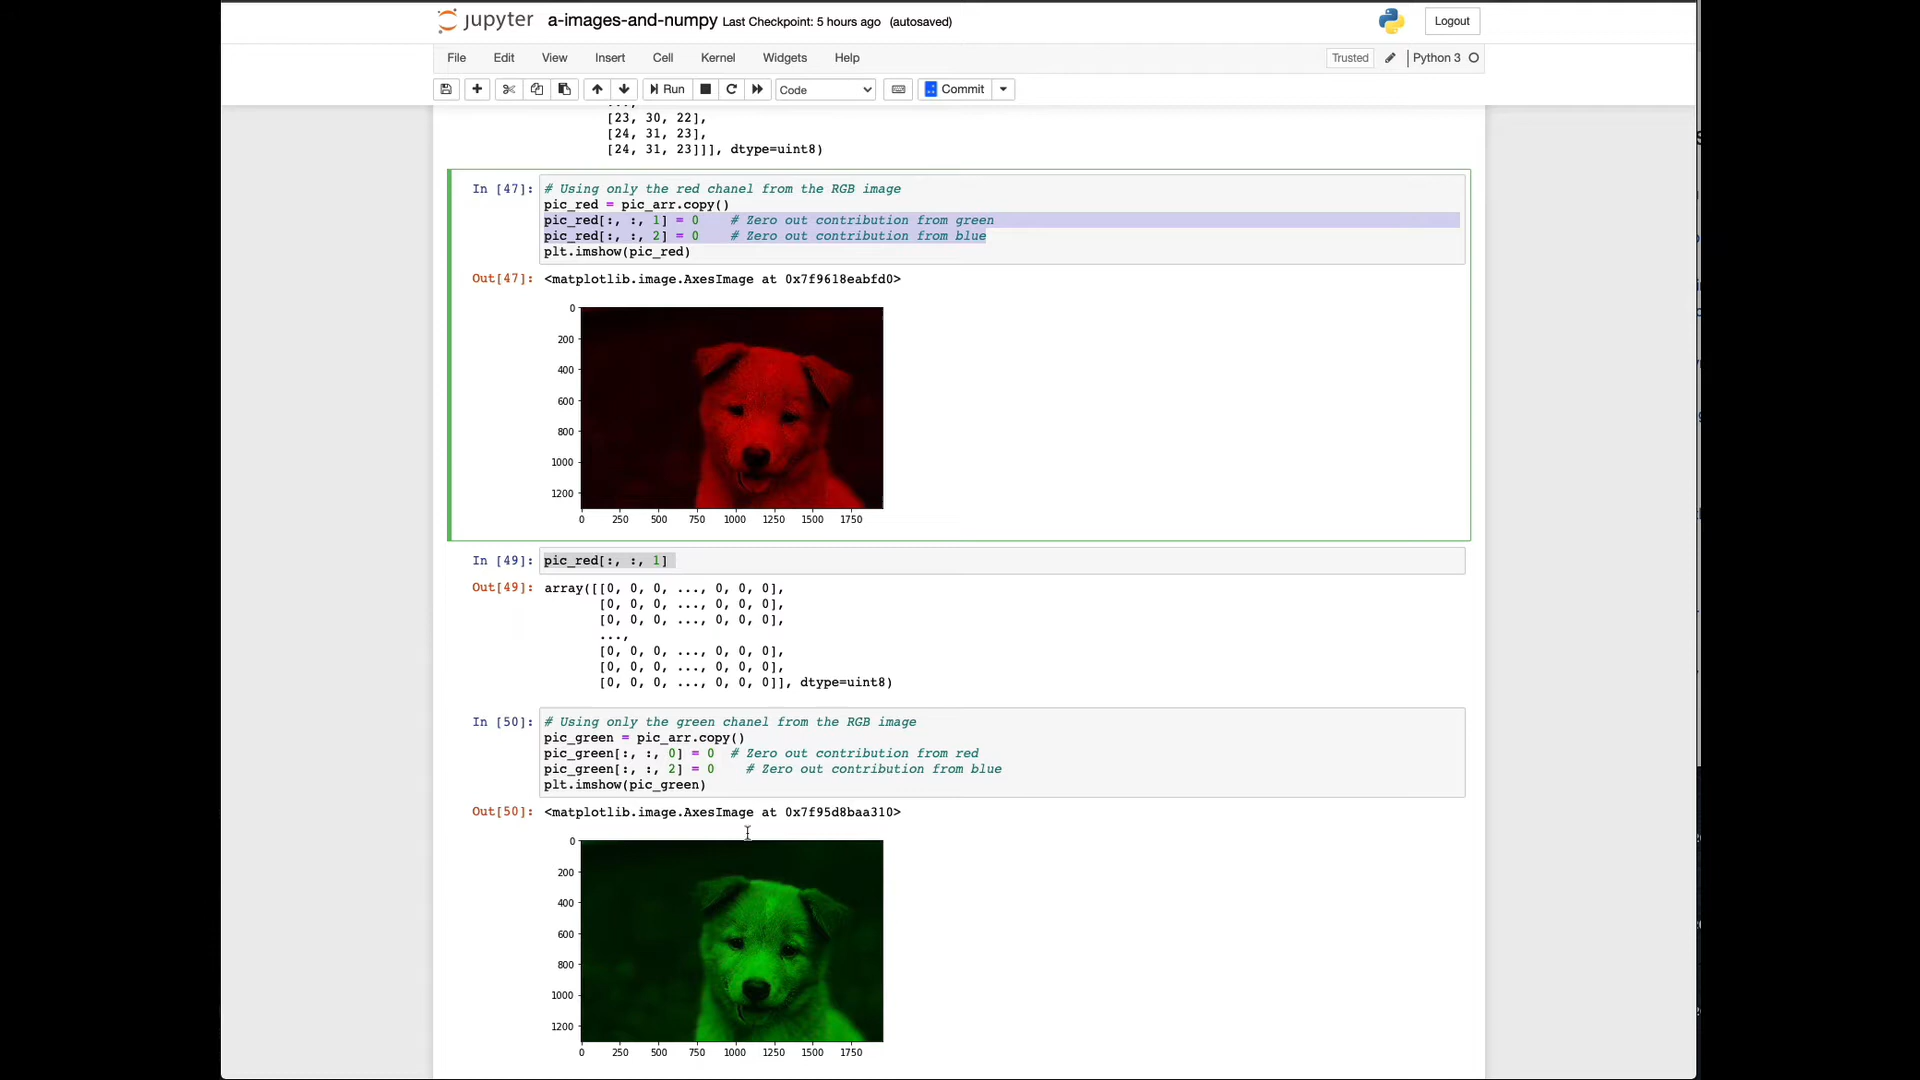 jupyter a-images-and-numpy Last Checkpoint: 5 hours ago (autosaved) Logout
File Edit View Insert Cell Kernel Widgets Help Trusted Python 3
Run Code Commit
...,
[23, 30, 22],
[24, 31, 23],
[24, 31, 23]]], dtype=uint8)
In [47]: # Using only the red chanel from the RGB image
pic_red = pic_arr.copy()
pic_red[:, :, 1] = 0 # Zero out contribution from green
pic_red[:, :, 2] = 0 # Zero out contribution from blue
plt.imshow(pic_red)
Out[47]: <matplotlib.image.AxesImage at 0x7f9618eabfd0>
0
200
400
600
800
1000
1200
0 250 500 750 1000 1250 1500 1750
In [49]: pic_red[:, :, 1]
Out[49]: array([[0, 0, 0, ..., 0, 0, 0],
[0, 0, 0, ..., 0, 0, 0],
[0, 0, 0, ..., 0, 0, 0],
...,
[0, 0, 0, ..., 0, 0, 0],
[0, 0, 0, ..., 0, 0, 0],
[0, 0, 0, ..., 0, 0, 0]], dtype=uint8)
In [50]: # Using only the green chanel from the RGB image
pic_green = pic_arr.copy()
pic_green[:, :, 0] = 0 # Zero out contribution from red
pic_green[:, :, 2] = 0 # Zero out contribution from blue
plt.imshow(pic_green)
Out[50]: <matplotlib.image.AxesImage at 0x7f95d8baa310>
0
200
400
600
800
1000
1200
0 250 500 750 1000 1250 1500 1750